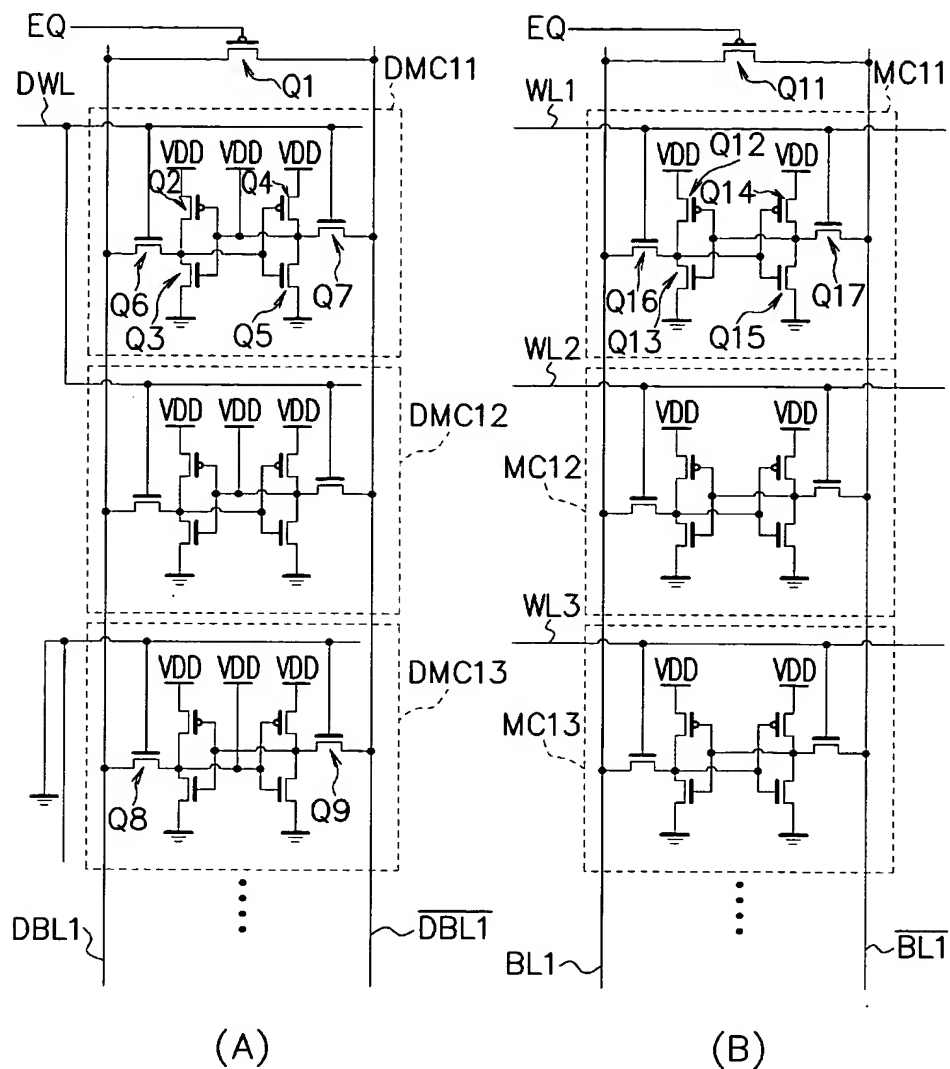 EQ
Q1
DMC11
DWL
VDD VDD VDD
Q2
Q4
Q6
Q3
Q5
Q7
DMC12
VDD VDD VDD
DMC13
VDD VDD VDD
Q8
Q9
DBL1
DBL1
(A)
EQ
Q11
MC11
WL1
VDD VDD
Q12
Q14
Q16
Q13
Q15
Q17
WL2
MC12
VDD VDD
WL3
MC13
VDD VDD
BL1
BL1
(B)